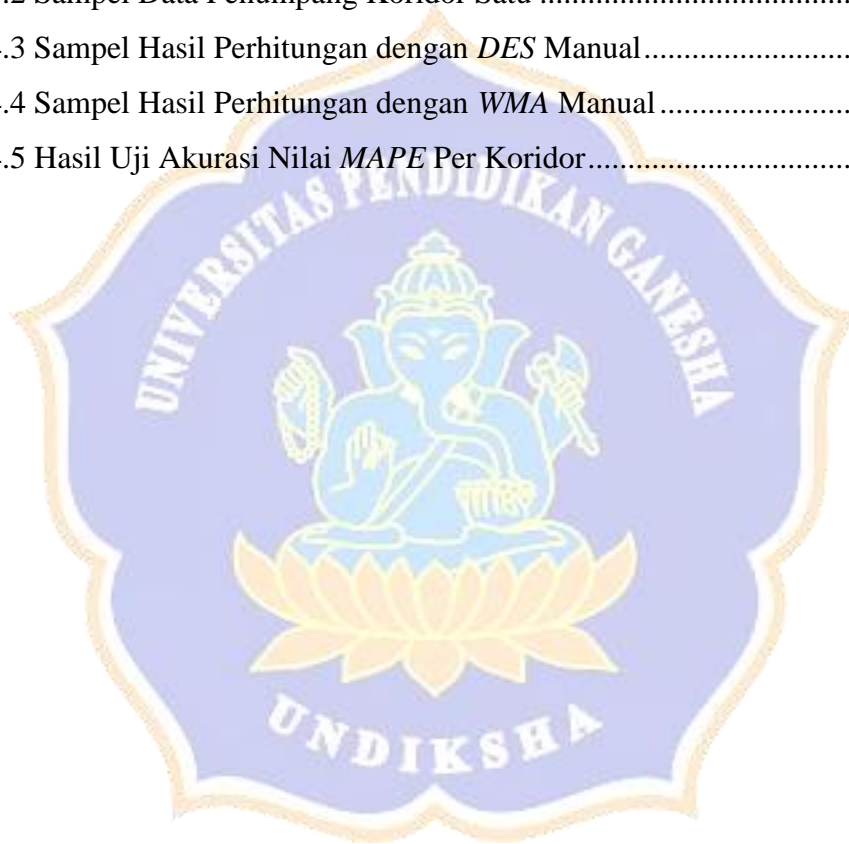 .2 Sampel Data Penumpang Koridor Satu ........................................
.3 Sampel Hasil Perhitungan dengan DES Manual..........................
.4 Sampel Hasil Perhitungan dengan WMA Manual........................
.5 Hasil Uji Akurasi Nilai MAPE Per Koridor.................................
UNIVERSITAS PENDIDIKAN GANESHA
UNDIKSHA